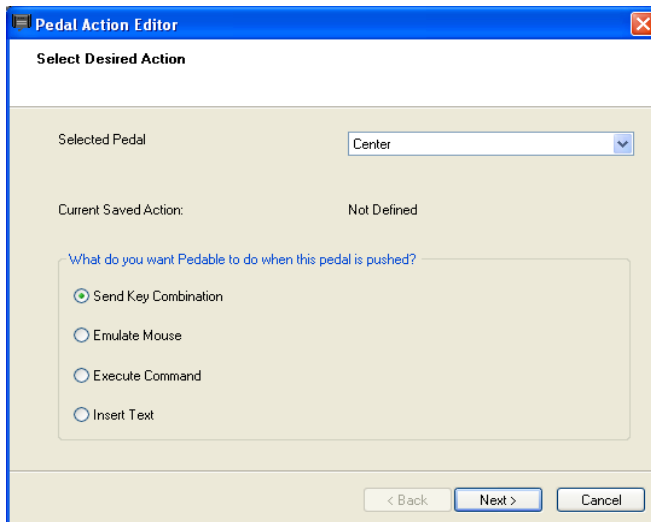 Pedal Action Editor
Select Desired Action
Selected Pedal Center
Current Saved Action: Not Defined
What do you want Pedable to do when this pedal is pushed?
Send Key Combination
Emulate Mouse
Execute Command
Insert Text
< Back Next > Cancel